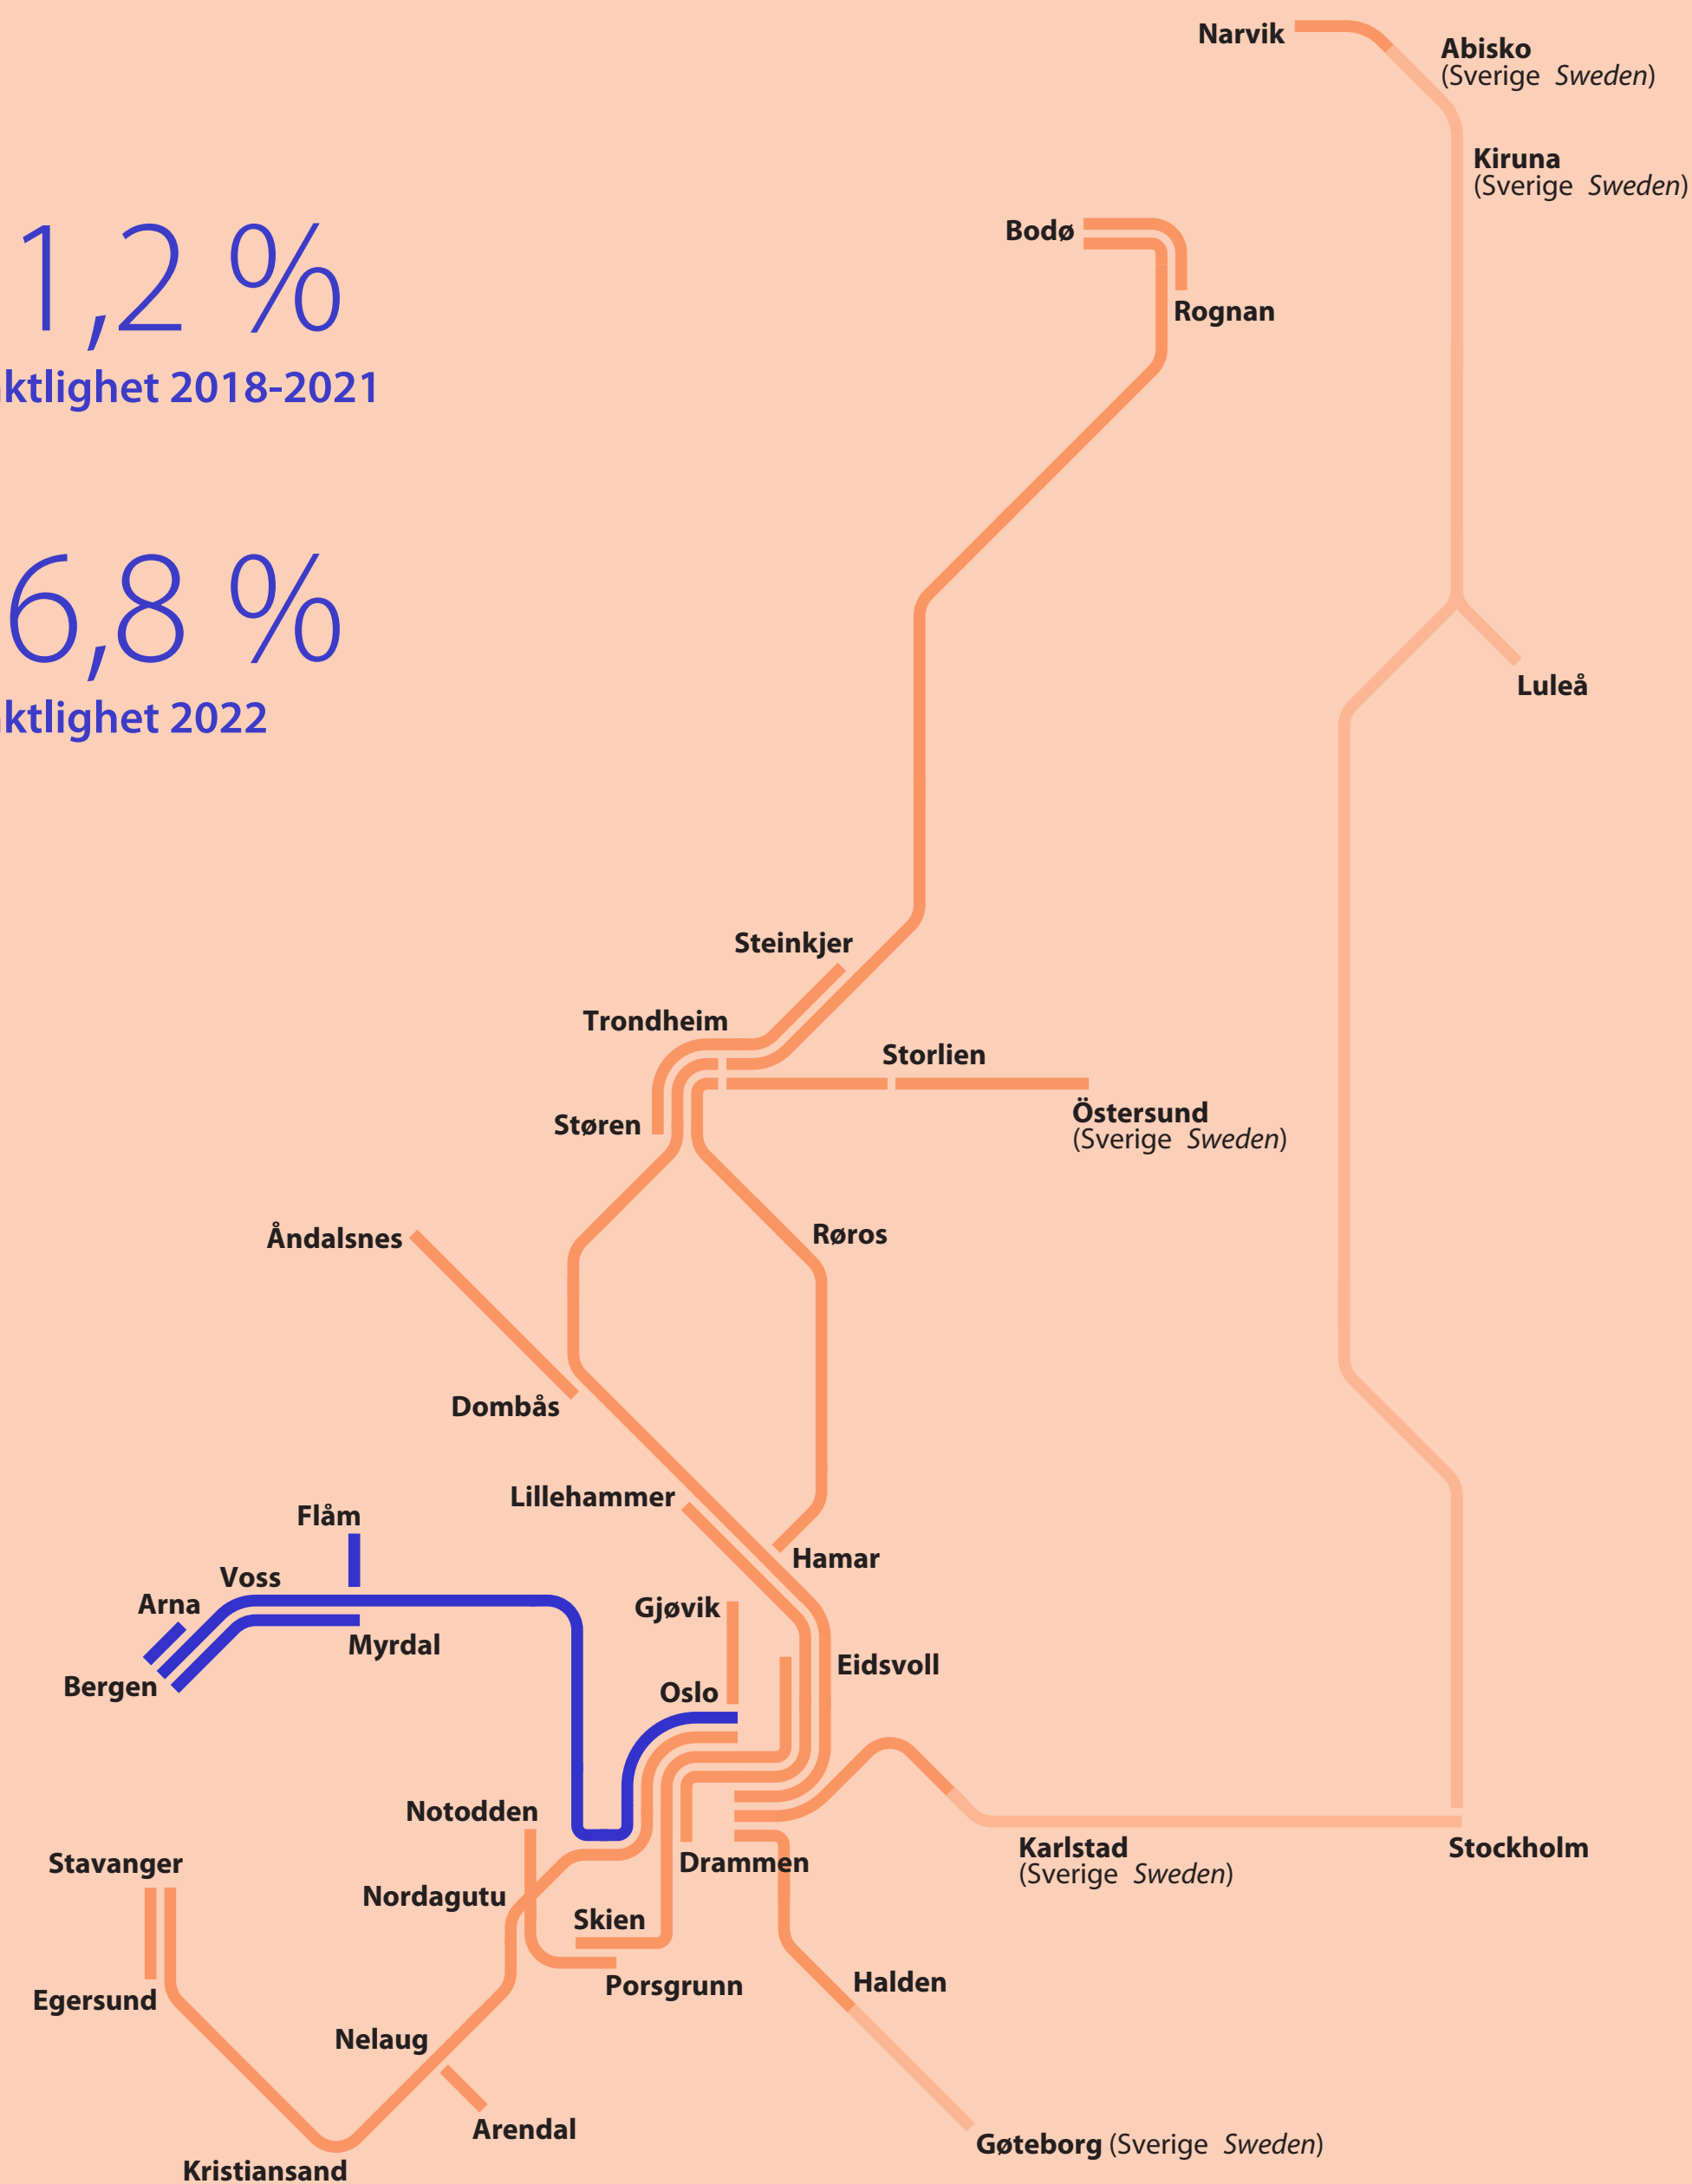 Narvik
Abisko
(Sverige Sweden)
Kiruna
(Sverige Sweden)
1,2 %
ktlighet 2018-2021
Bodø
Rognan
6,8 %
ktlighet 2022
Luleå
Steinkjer
Trondheim
Storlien
Støren
Östersund
(Sverige Sweden)
Åndalsnes
Røros
Dombås
Lillehammer
Flåm
Hamar
Voss
Arna
Gjøvik
Myrdal
Eidsvoll
Bergen
Oslo
Notodden
Karlstad
(Sverige Sweden)
Stockholm
Stavanger
Drammen
Nordagutu
Skien
Porsgrunn
Halden
Egersund
Nelaug
Arendal
Gøteborg (Sverige Sweden)
Kristiansand